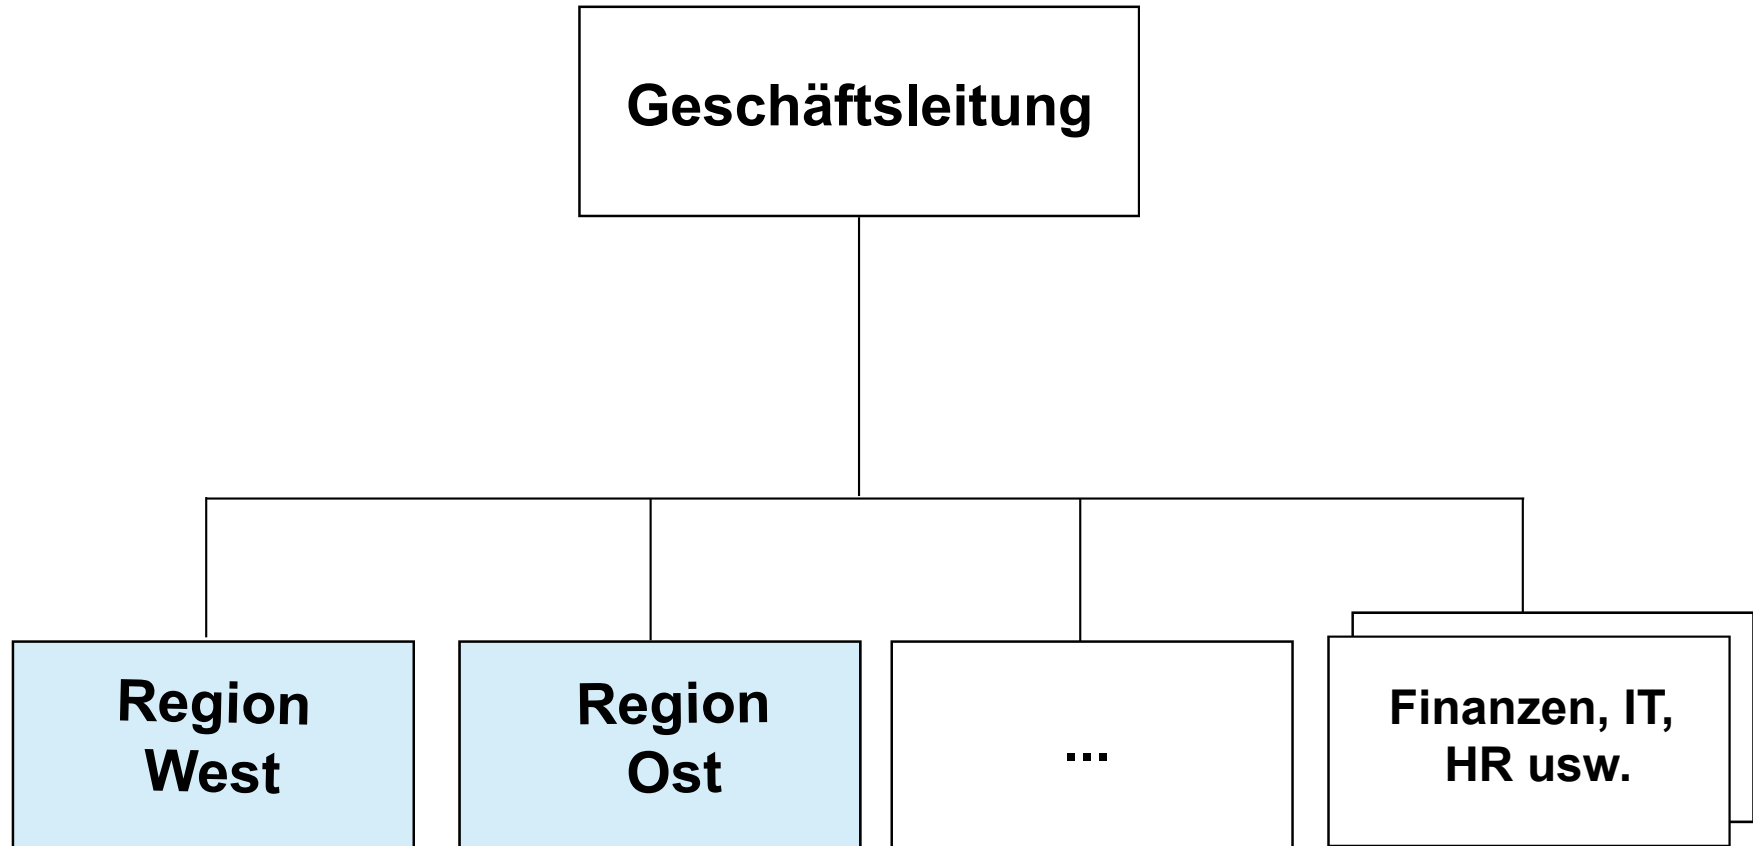 Geschäftsleitung
Region
West
Region
Ost
...
Finanzen, IT,
HR usw.